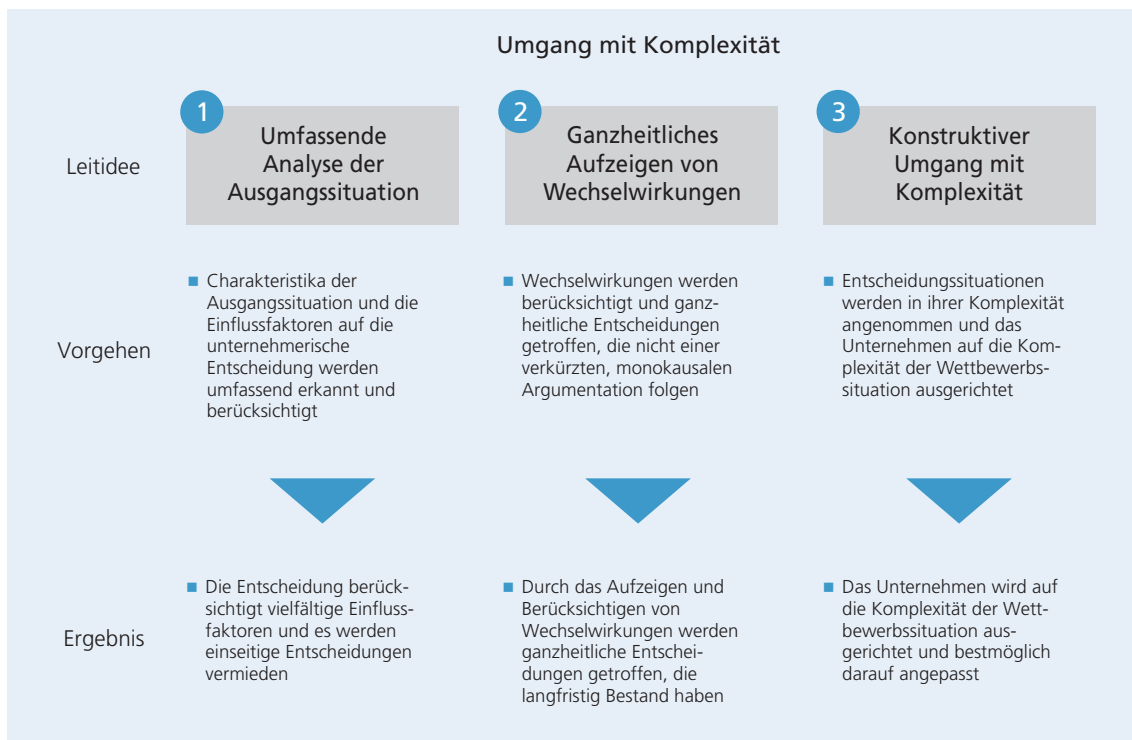 Umgang mit Komplexität
Leitidee
1
Umfassende
Analyse der
Ausgangssituation
2
Ganzheitliches
Aufzeigen von
Wechselwirkungen
3
Konstruktiver
Umgang mit
Komplexität
Vorgehen
Charakteristika der
Ausgangssituation und die
Einflussfaktoren auf die
unternehmerische
Entscheidung werden
umfassend erkannt und
berücksichtigt
Wechselwirkungen werden
berücksichtigt und ganz-
heitliche Entscheidungen
getroffen, die nicht einer
verkürzten, monokausalen
Argumentation folgen
Entscheidungssituationen
werden in ihrer Komplexität
angenommen und das
Unternehmen auf die Kom-
plexität der Wettbewerbs-
situation ausgerichtet
Ergebnis
Die Entscheidung berück-
sichtigt vielfältige Einfluss-
faktoren und es werden
einseitige Entscheidungen
vermieden
Durch das Aufzeigen und
Berücksichtigen von
Wechselwirkungen werden
ganzheitliche Entschei-
dungen getroffen, die
langfristig Bestand haben
Das Unternehmen wird auf
die Komplexität der Wett-
bewerbssituation aus-
gerichtet und bestmöglich
darauf angepasst